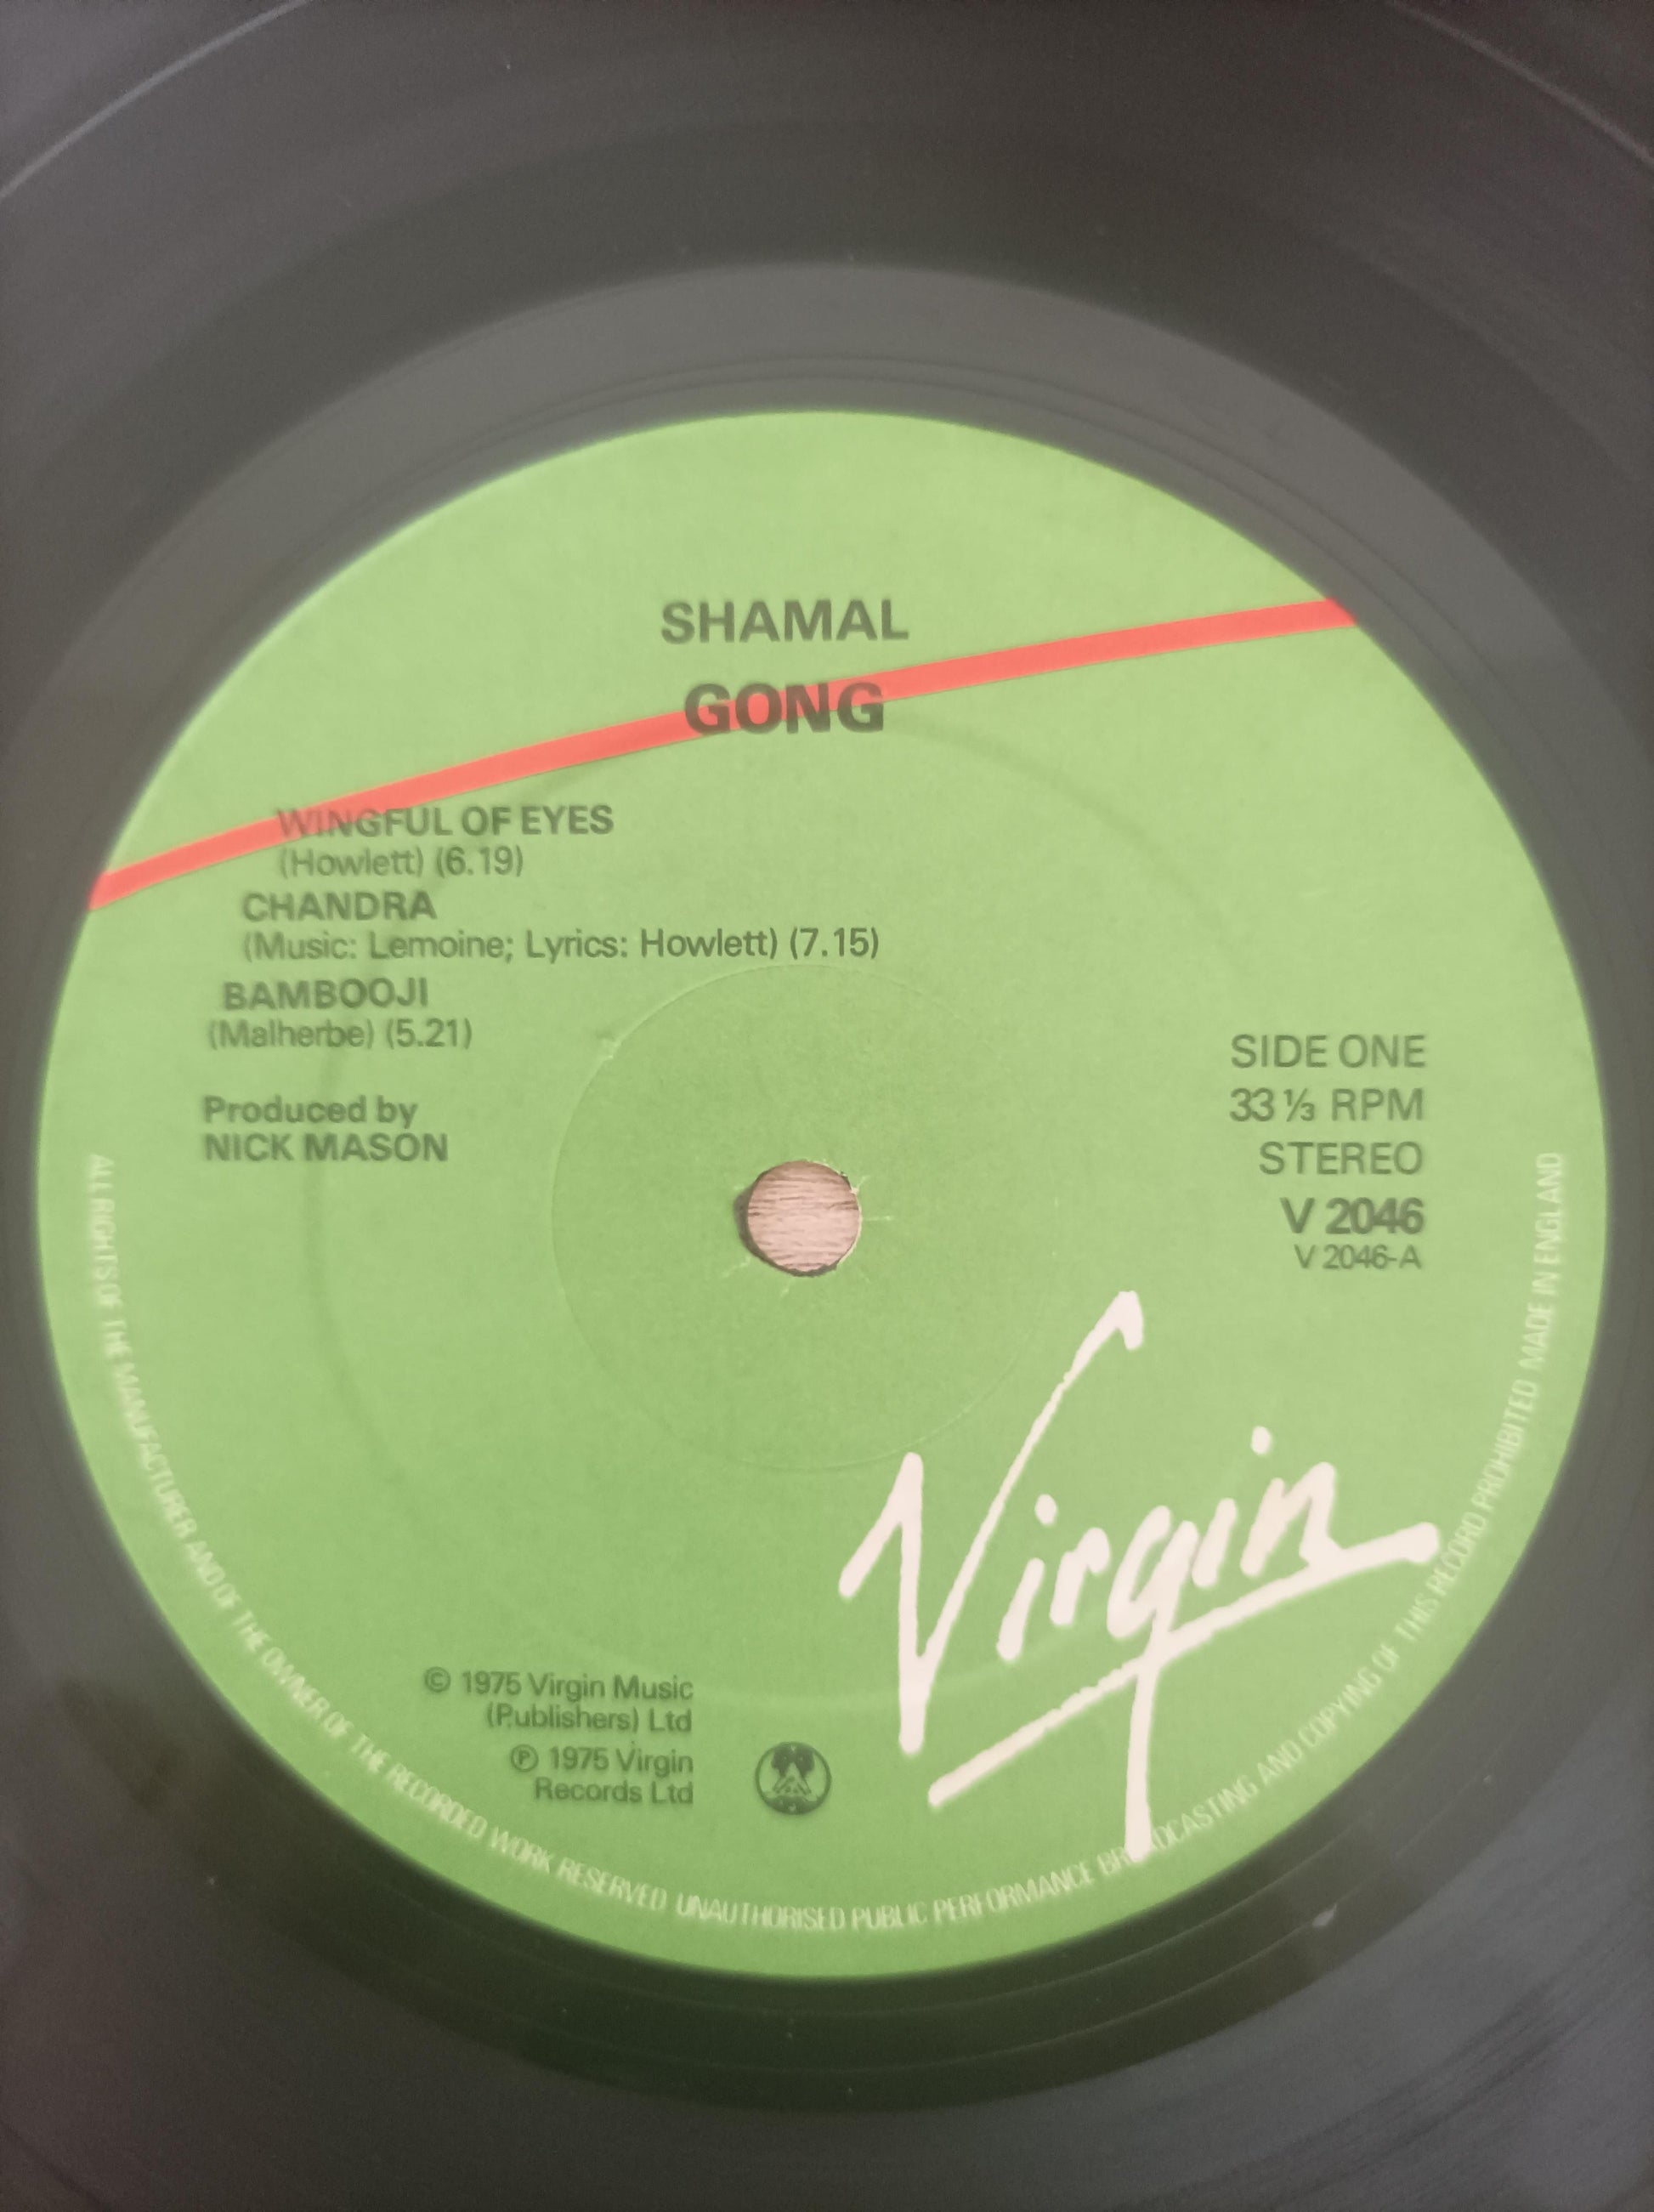 SHAMAL
GONG
WINGFUL OF EYES
(Howlett) (6.19)
CHANDRA
(Music: Lemoine; Lyrics: Howlett) (7.15)
BAMBOOJI
(Malherbe) (5.21)
Produced by
NICK MASON
SIDE ONE
33 ⅓ RPM
STEREO
V 2046
V 2046-A
Virgin
© 1975 Virgin Music
(Publishers) Ltd
℗ 1975 Virgin
Records Ltd
ALL RIGHTS OF THE MANUFACTURER AND OF THE OWNER OF THE RECORDED WORK RESERVED UNAUTHORISED PUBLIC PERFORMANCE BROADCASTING AND COPYING OF THIS RECORD PROHIBITED MADE IN ENGLAND